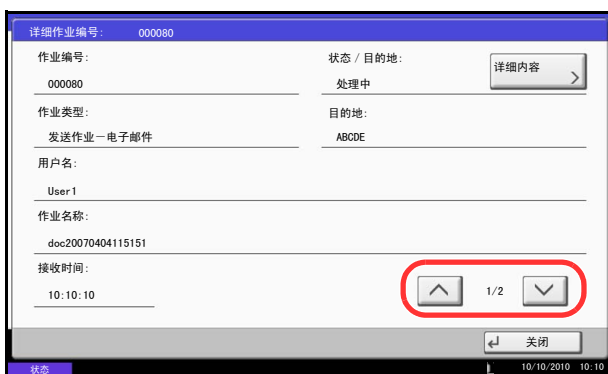 详细作业编号: 000080
作业编号:
000080
状态 / 目的地:
处理中
详细内容
作业类型:
发送作业－电子邮件
目的地:
ABCDE
用户名:
User1
作业名称:
doc20070404115151
接收时间:
10:10:10
1/2
关闭
状态
10/10/2010 10:10